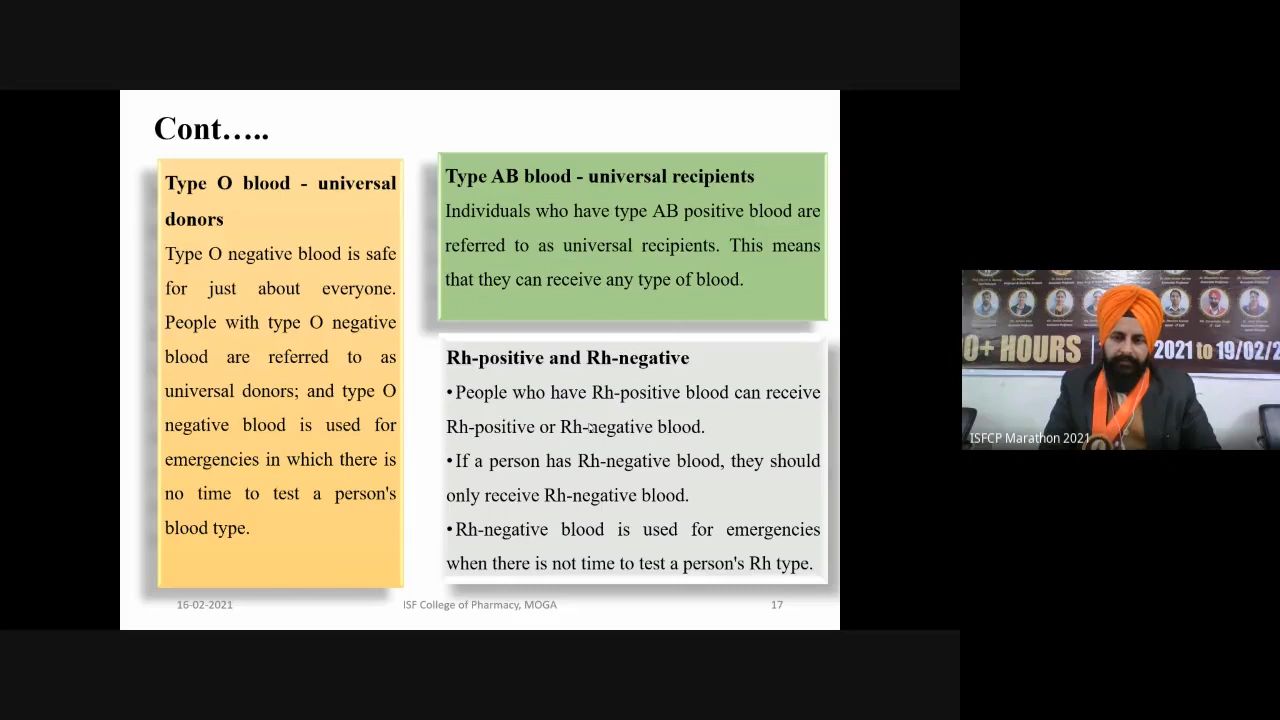 Cont…..
Type O blood - universal
donors
Type O negative blood is safe
for just about everyone.
People with type O negative
blood are referred to as
universal donors; and type O
negative blood is used for
emergencies in which there is
no time to test a person's
blood type.
Type AB blood - universal recipients
Individuals who have type AB positive blood are
referred to as universal recipients. This means
that they can receive any type of blood.
Rh-positive and Rh-negative
•People who have Rh-positive blood can receive
Rh-positive or Rh-negative blood.
•If a person has Rh-negative blood, they should
only receive Rh-negative blood.
•Rh-negative blood is used for emergencies
when there is not time to test a person's Rh type.
16-02-2021
ISF College of Pharmacy, MOGA
17
0+ HOURS
2021 to 19/02/2
ISFCP Marathon 2021